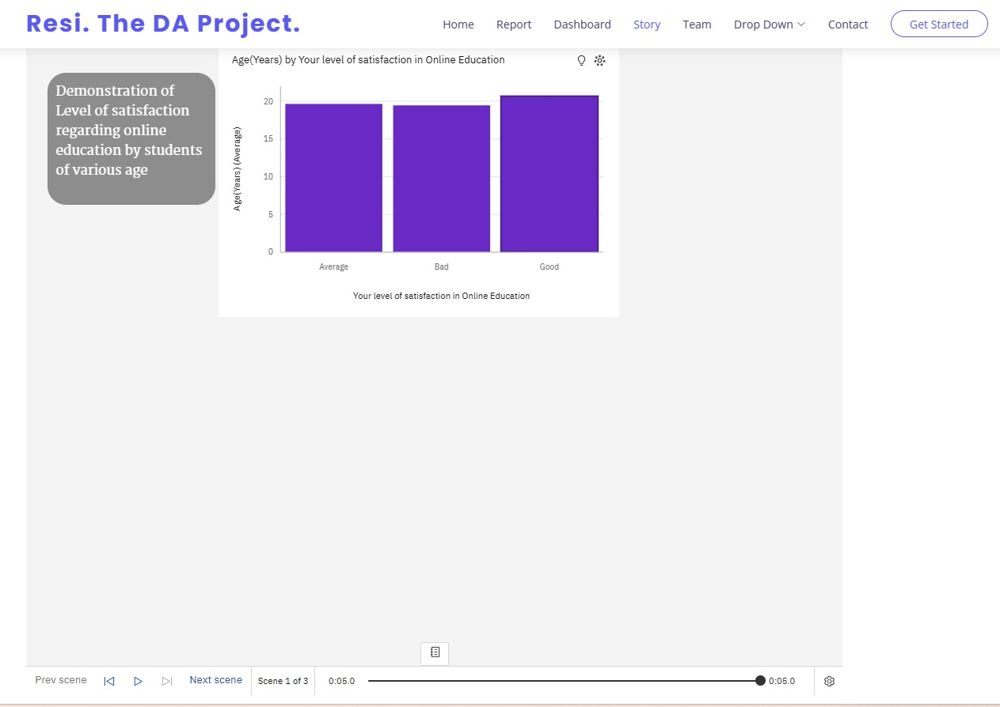 Resi. The DA Project.
Home Report Dashboard Story Team Drop Down Contact Get Started
Age(Years) by Your level of satisfaction in Online Education
Demonstration of
Level of satisfaction
regarding online
education by students
of various age
Age(Years) (Average)
20
15
10
5
0
Average Bad Good
Your level of satisfaction in Online Education
Prev scene Next scene Scene 1 of 3 0:05.0 0:05.0